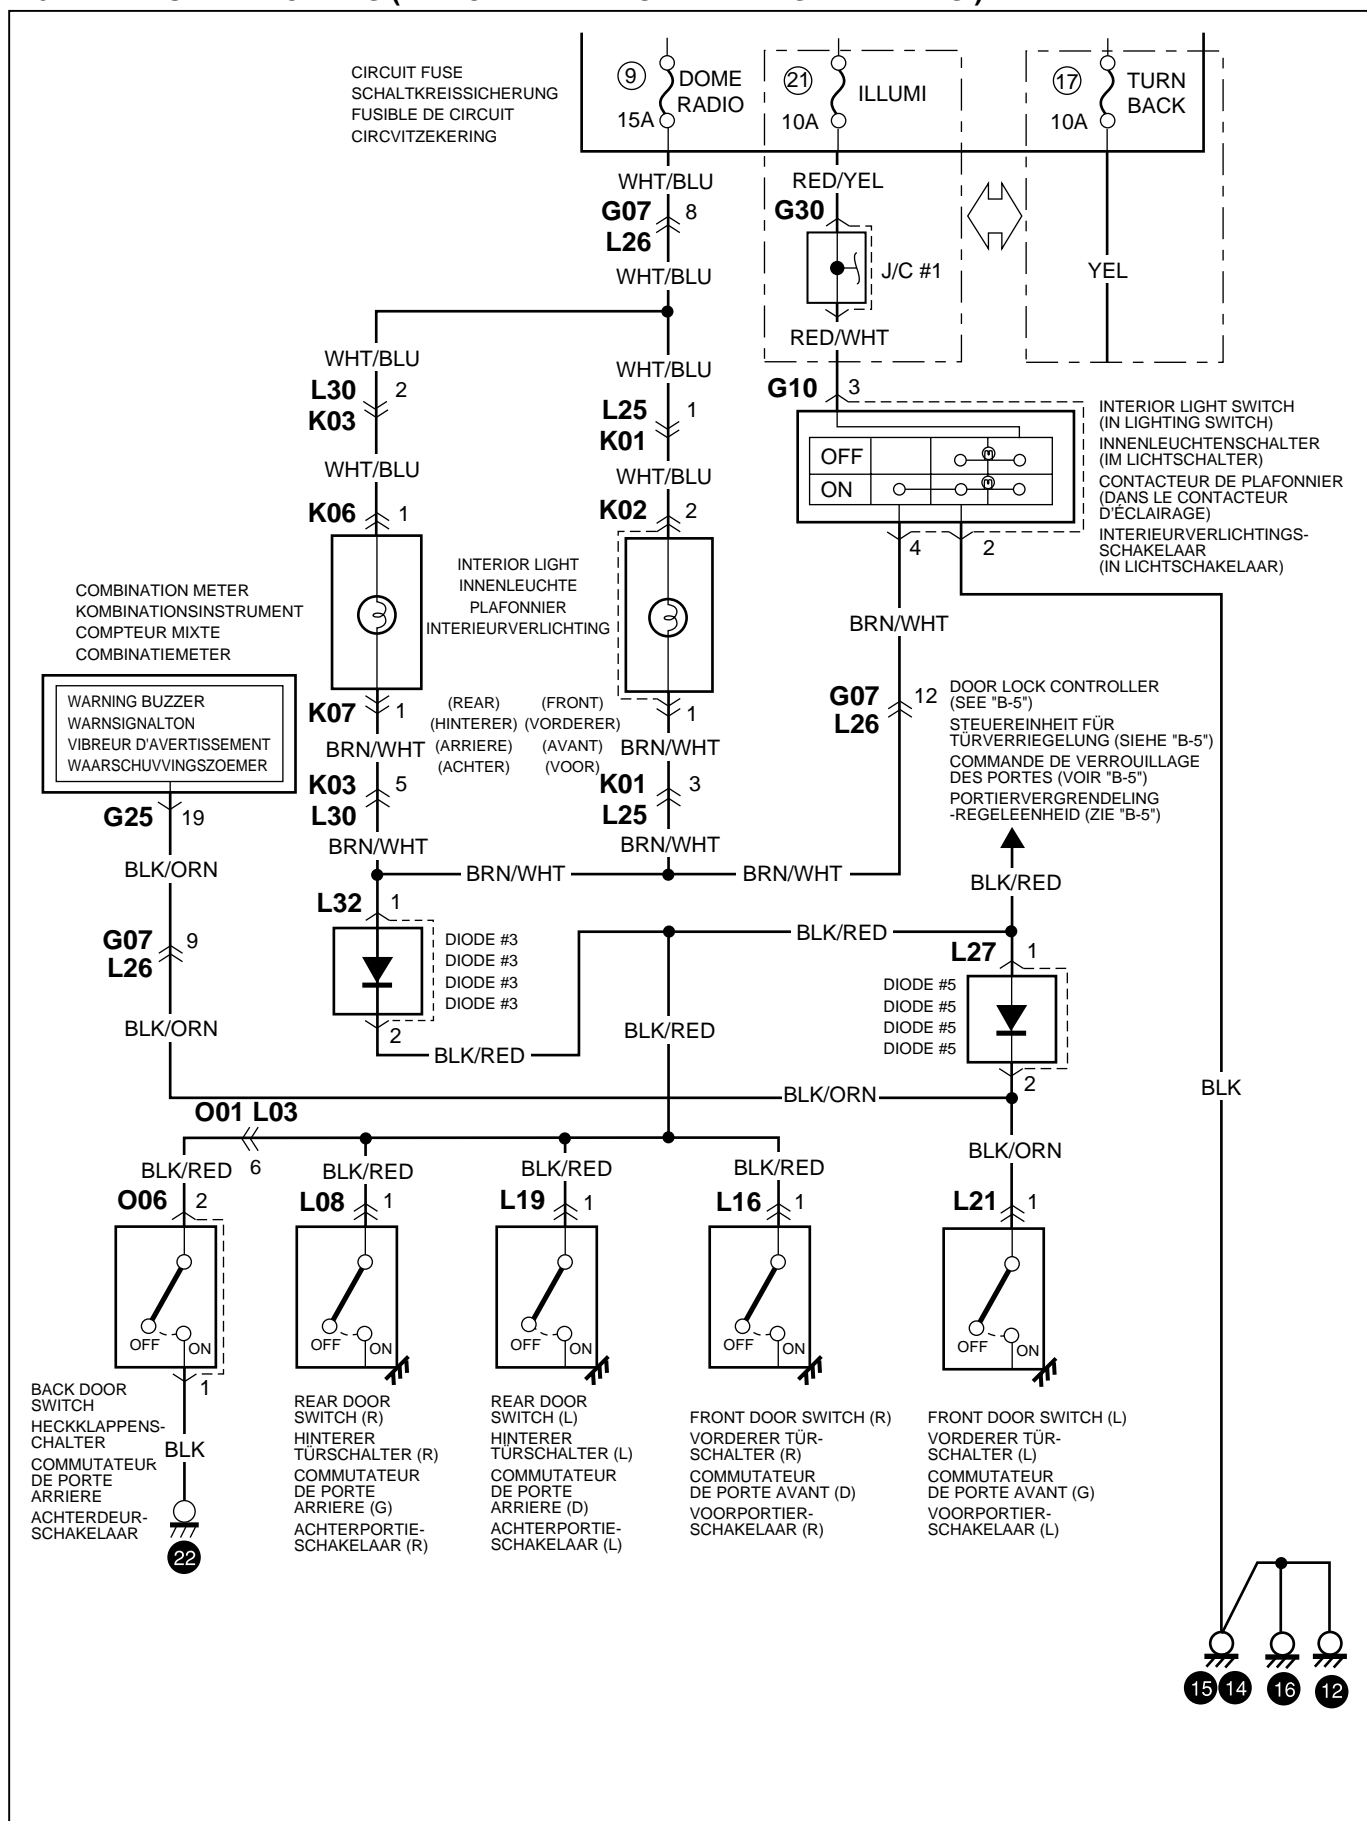 CIRCUIT FUSE
SCHALTKREISSICHERUNG
FUSIBLE DE CIRCUIT
CIRCVITZEKERING
9
DOME
RADIO
15A
21
ILLUMI
10A
17
TURN
BACK
10A
WHT/BLU
G07 8
L26
WHT/BLU
RED/YEL
G30
J/C #1
RED/WHT
YEL
WHT/BLU
L30 2
K03
WHT/BLU
K06 1
WHT/BLU
L25 1
K01
WHT/BLU
K02 2
G10 3
OFF
ON
4
2
INTERIOR LIGHT SWITCH
(IN LIGHTING SWITCH)
INNENLEUCHTENSCHALTER
(IM LICHTSCHALTER)
CONTACTEUR DE PLAFONNIER
(DANS LE CONTACTEUR
D'ÉCLAIRAGE)
INTERIEURVERLICHTINGS-
SCHAKELAAR
(IN LICHTSCHAKELAAR)
INTERIOR LIGHT
INNENLEUCHTE
PLAFONNIER
INTERIEURVERLICHTING
COMBINATION METER
KOMBINATIONSINSTRUMENT
COMPTEUR MIXTE
COMBINATIEMETER
WARNING BUZZER
WARNSIGNALTON
VIBREUR D'AVERTISSEMENT
WAARSCHUVVINGSZOEMER
G25 19
BLK/ORN
G07 9
L26
BLK/ORN
K07 1
BRN/WHT
K03 5
L30
BRN/WHT
(REAR)
(HINTERER)
(ARRIERE)
(ACHTER)
(FRONT)
(VORDERER)
(AVANT)
(VOOR)
1
BRN/WHT
K01 3
L25
BRN/WHT
BRN/WHT
G07 12
L26
DOOR LOCK CONTROLLER
(SEE "B-5")
STEUEREINHEIT FÜR
TÜRVERRIEGELUNG (SIEHE "B-5")
COMMANDE DE VERROUILLAGE
DES PORTES (VOIR "B-5")
PORTIERVERGRENDELING
-REGELEENHEID (ZIE "B-5")
BLK/RED
BRN/WHT
BRN/WHT
L32 1
DIODE #3
DIODE #3
DIODE #3
DIODE #3
2
BLK/RED
BLK/RED
BLK/RED
L27 1
DIODE #5
DIODE #5
DIODE #5
DIODE #5
2
BLK/ORN
BLK
O01 L03
6
BLK/RED
O06 2
OFF
ON
1
BLK
22
BACK DOOR
SWITCH
HECKKLAPPENS-
CHALTER
COMMUTATEUR
DE PORTE
ARRIERE
ACHTERDEUR-
SCHAKELAAR
BLK/RED
L08 1
OFF
ON
REAR DOOR
SWITCH (R)
HINTERER
TÜRSCHALTER (R)
COMMUTATEUR
DE PORTE
ARRIERE (G)
ACHTERPORTIE-
SCHAKELAAR (R)
BLK/RED
L19 1
OFF
ON
REAR DOOR
SWITCH (L)
HINTERER
TÜRSCHALTER (L)
COMMUTATEUR
DE PORTE
ARRIERE (D)
ACHTERPORTIE-
SCHAKELAAR (L)
BLK/RED
L16 1
OFF
ON
FRONT DOOR SWITCH (R)
VORDERER TÜR-
SCHALTER (R)
COMMUTATEUR
DE PORTE AVANT (D)
VOORPORTIER-
SCHAKELAAR (R)
BLK/ORN
L21 1
OFF
ON
FRONT DOOR SWITCH (L)
VORDERER TÜR-
SCHALTER (L)
COMMUTATEUR
DE PORTE AVANT (G)
VOORPORTIER-
SCHAKELAAR (L)
15 14 16 12